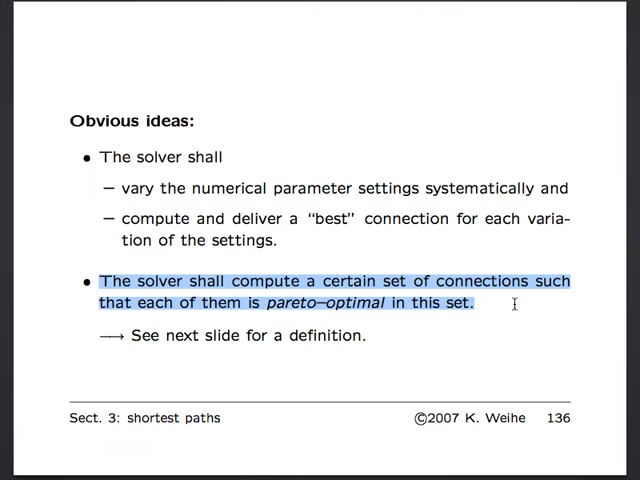 Obvious ideas:
● The solver shall
– vary the numerical parameter settings systematically and
– compute and deliver a “best” connection for each varia-
tion of the settings.
● The solver shall compute a certain set of connections such
that each of them is pareto–optimal in this set.
⟶ See next slide for a definition.
Sect. 3: shortest paths ©2007 K. Weihe 136